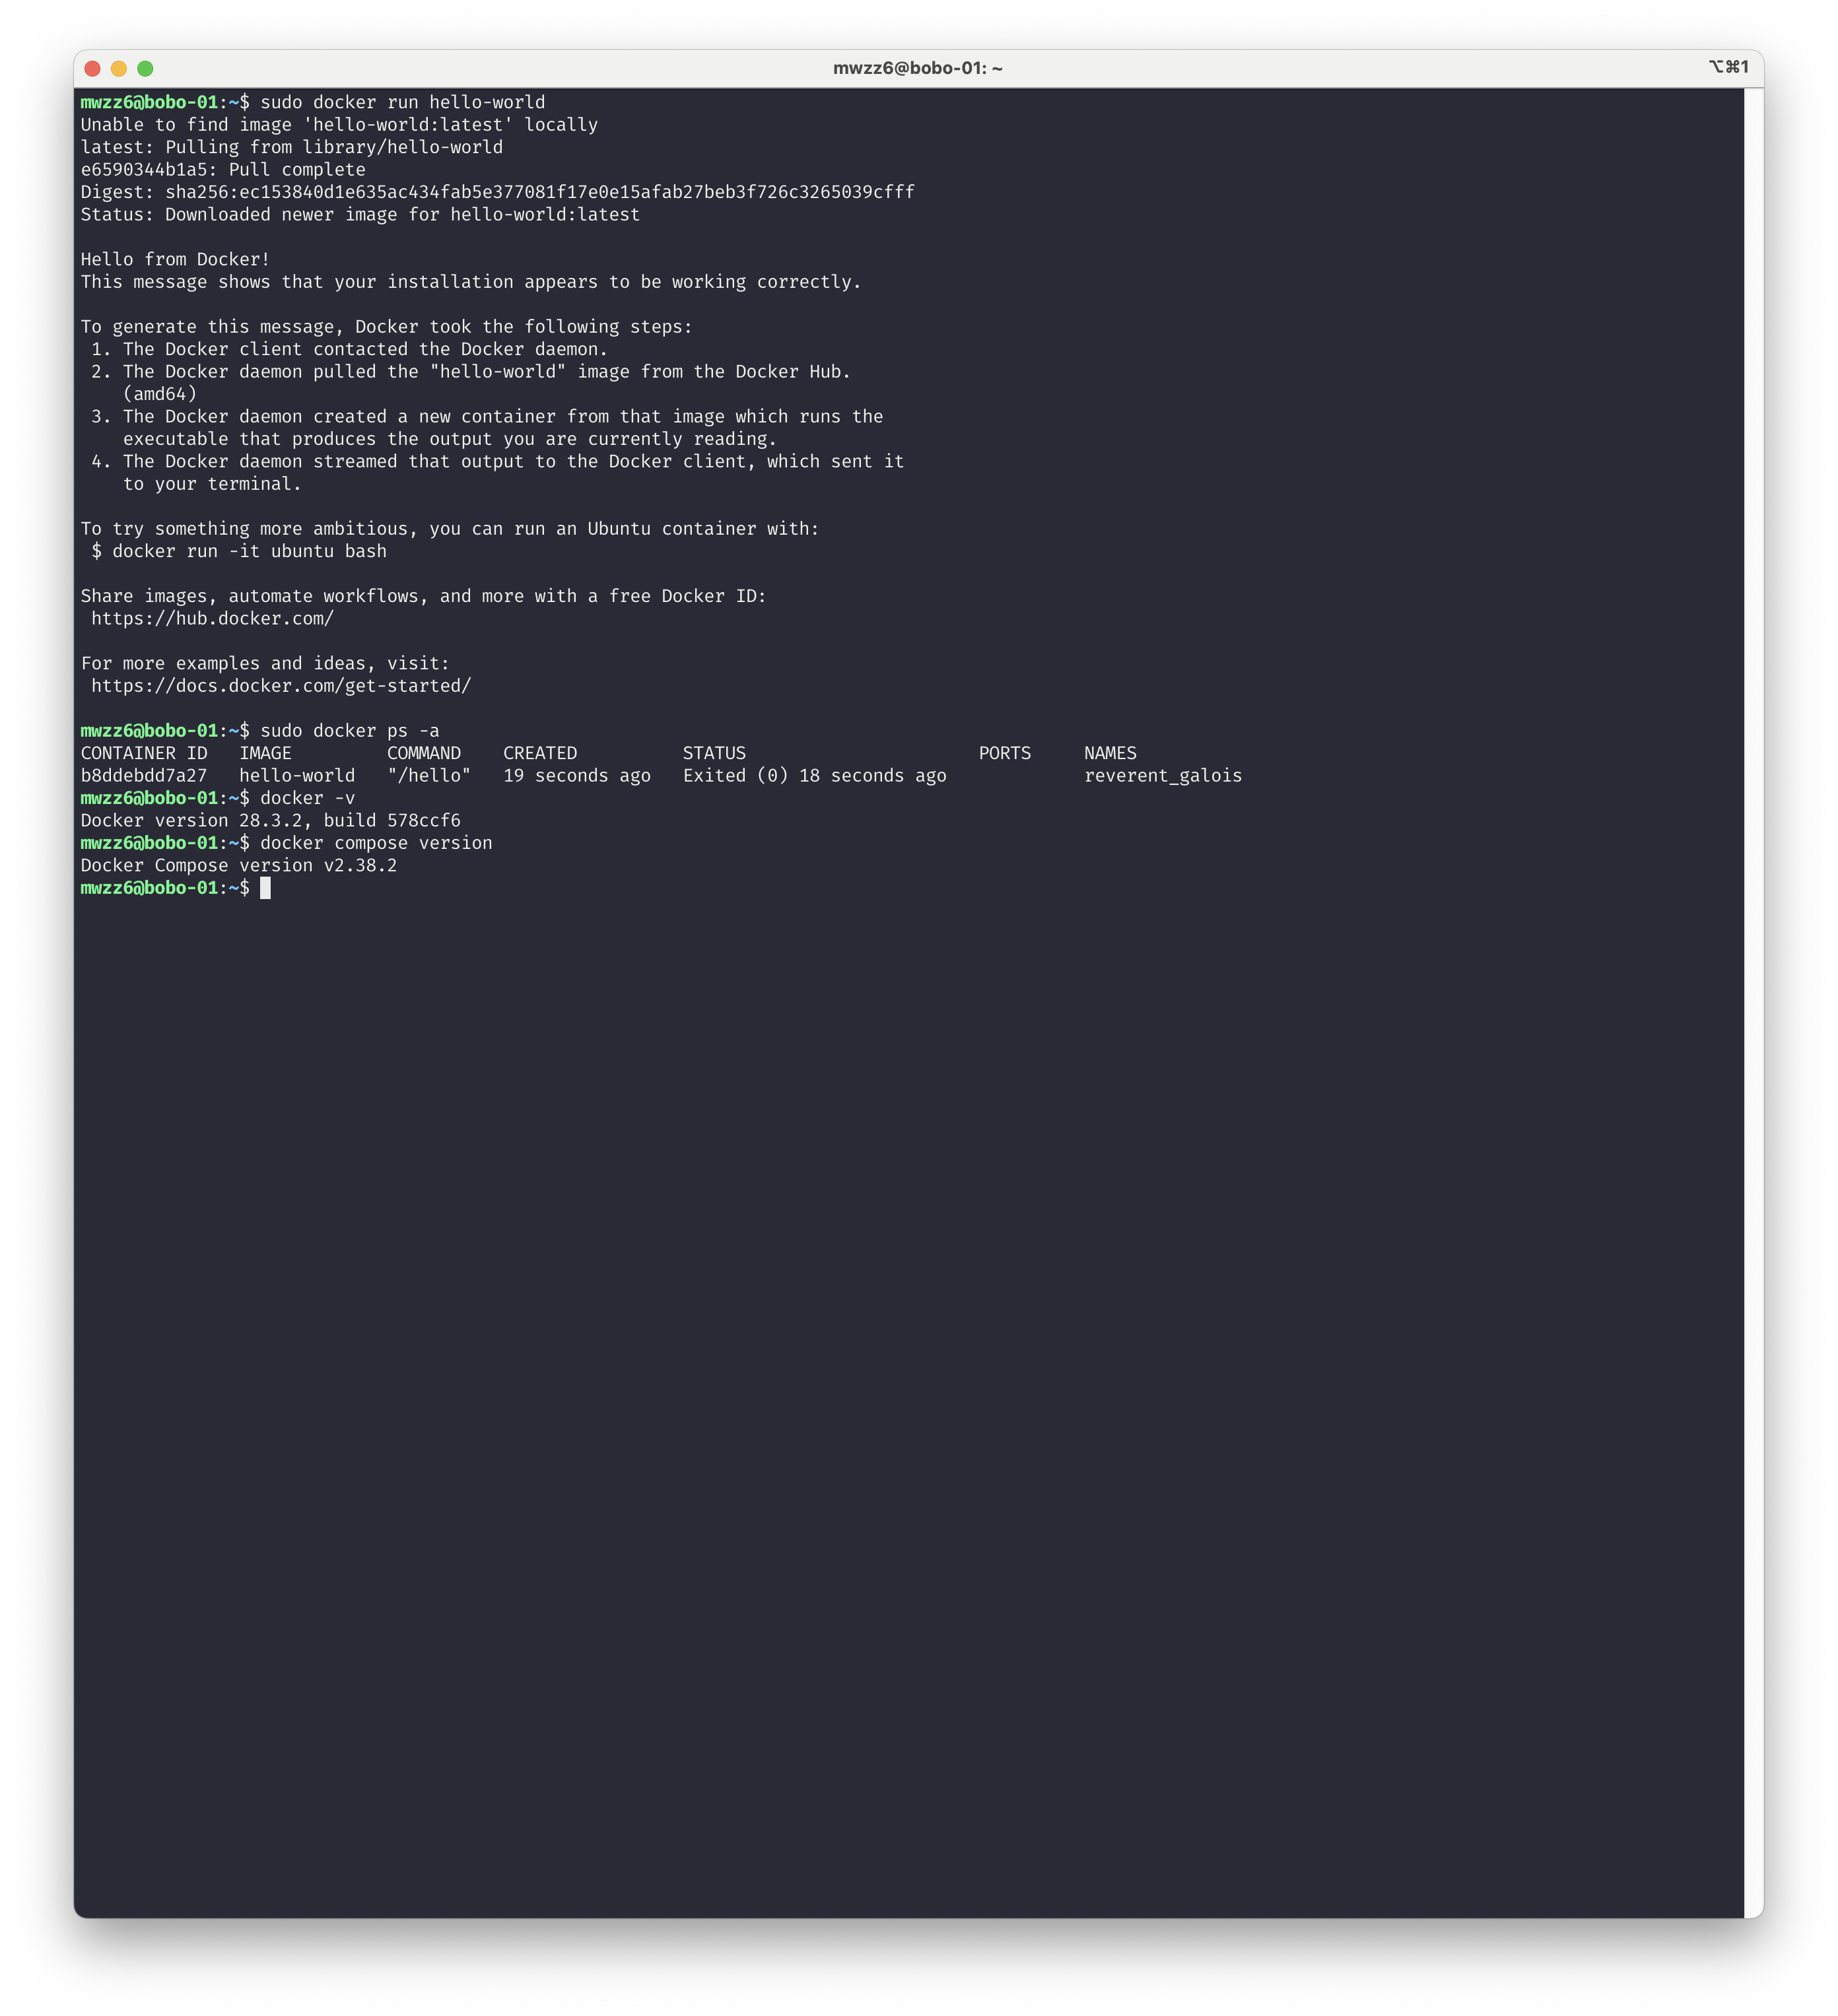 mwzz6@bobo-01: ~
⌥⌘1
mwzz6@bobo-01:~$ sudo docker run hello-world
Unable to find image 'hello-world:latest' locally
latest: Pulling from library/hello-world
e6590344b1a5: Pull complete
Digest: sha256:ec153840d1e635ac434fab5e377081f17e0e15afab27beb3f726c3265039cfff
Status: Downloaded newer image for hello-world:latest

Hello from Docker!
This message shows that your installation appears to be working correctly.

To generate this message, Docker took the following steps:
 1. The Docker client contacted the Docker daemon.
 2. The Docker daemon pulled the "hello-world" image from the Docker Hub.
    (amd64)
 3. The Docker daemon created a new container from that image which runs the
    executable that produces the output you are currently reading.
 4. The Docker daemon streamed that output to the Docker client, which sent it
    to your terminal.

To try something more ambitious, you can run an Ubuntu container with:
 $ docker run -it ubuntu bash

Share images, automate workflows, and more with a free Docker ID:
 https://hub.docker.com/

For more examples and ideas, visit:
 https://docs.docker.com/get-started/

mwzz6@bobo-01:~$ sudo docker ps -a
CONTAINER ID   IMAGE         COMMAND    CREATED          STATUS                      PORTS     NAMES
b8ddebdd7a27   hello-world   "/hello"   19 seconds ago   Exited (0) 18 seconds ago             reverent_galois
mwzz6@bobo-01:~$ docker -v
Docker version 28.3.2, build 578ccf6
mwzz6@bobo-01:~$ docker compose version
Docker Compose version v2.38.2
mwzz6@bobo-01:~$